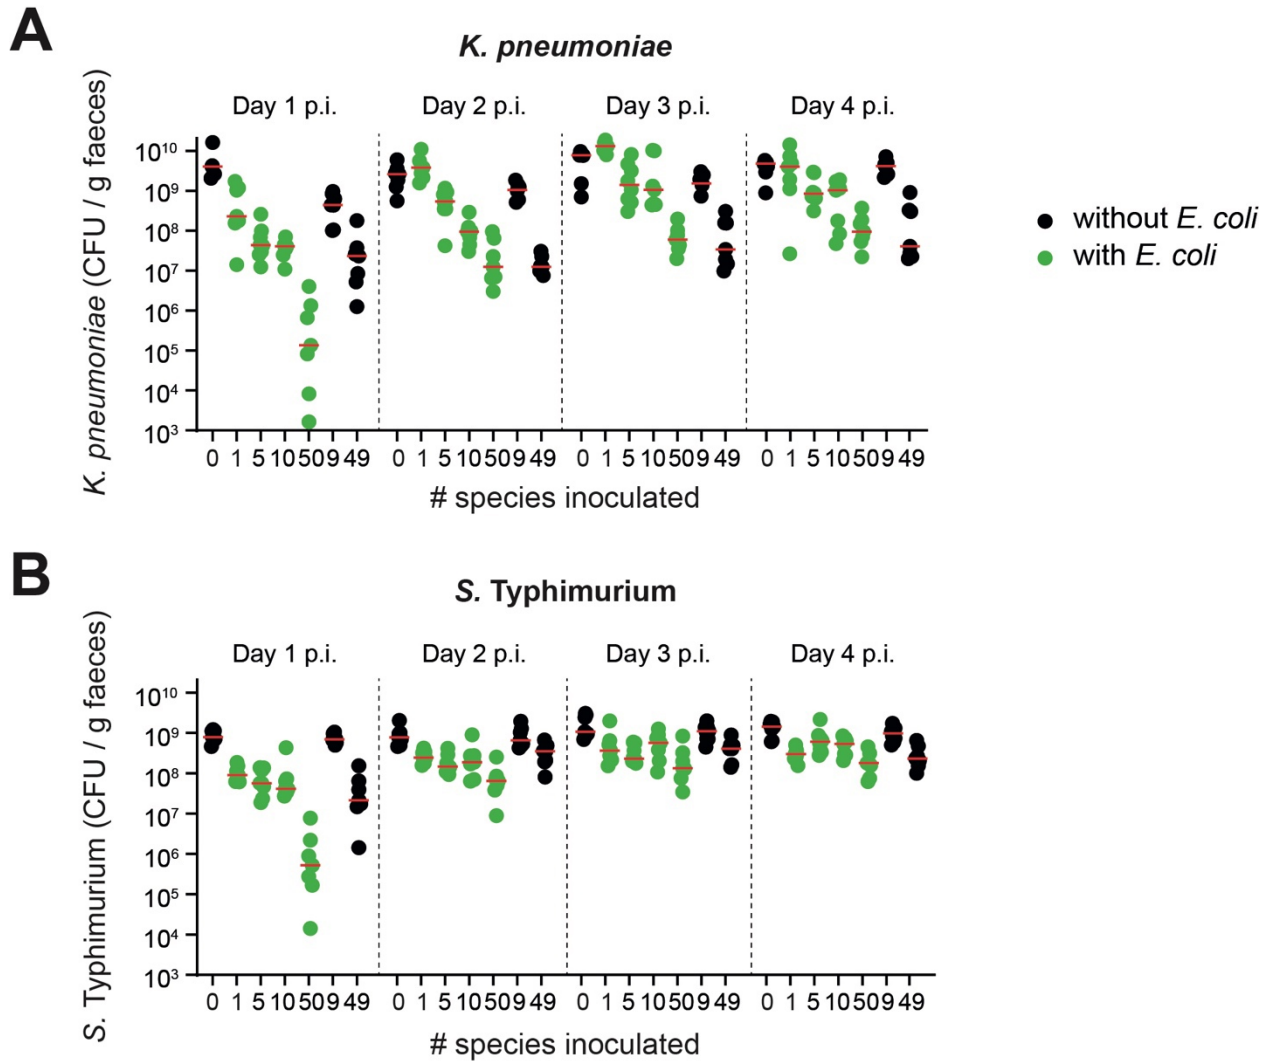 A
K. pneumoniae
Day 1 p.i. Day 2 p.i. Day 3 p.i. Day 4 p.i.
K. pneumoniae (CFU / g faeces)
10¹⁰
10⁹
10⁸
10⁷
10⁶
10⁵
10⁴
10³
0 1 5 10 50 9 49 0 1 5 10 50 9 49 0 1 5 10 50 9 49 0 1 5 10 50 9 49
# species inoculated
without E. coli
with E. coli
B
S. Typhimurium
Day 1 p.i. Day 2 p.i. Day 3 p.i. Day 4 p.i.
S. Typhimurium (CFU / g faeces)
10¹⁰
10⁹
10⁸
10⁷
10⁶
10⁵
10⁴
10³
0 1 5 10 50 9 49 0 1 5 10 50 9 49 0 1 5 10 50 9 49 0 1 5 10 50 9 49
# species inoculated